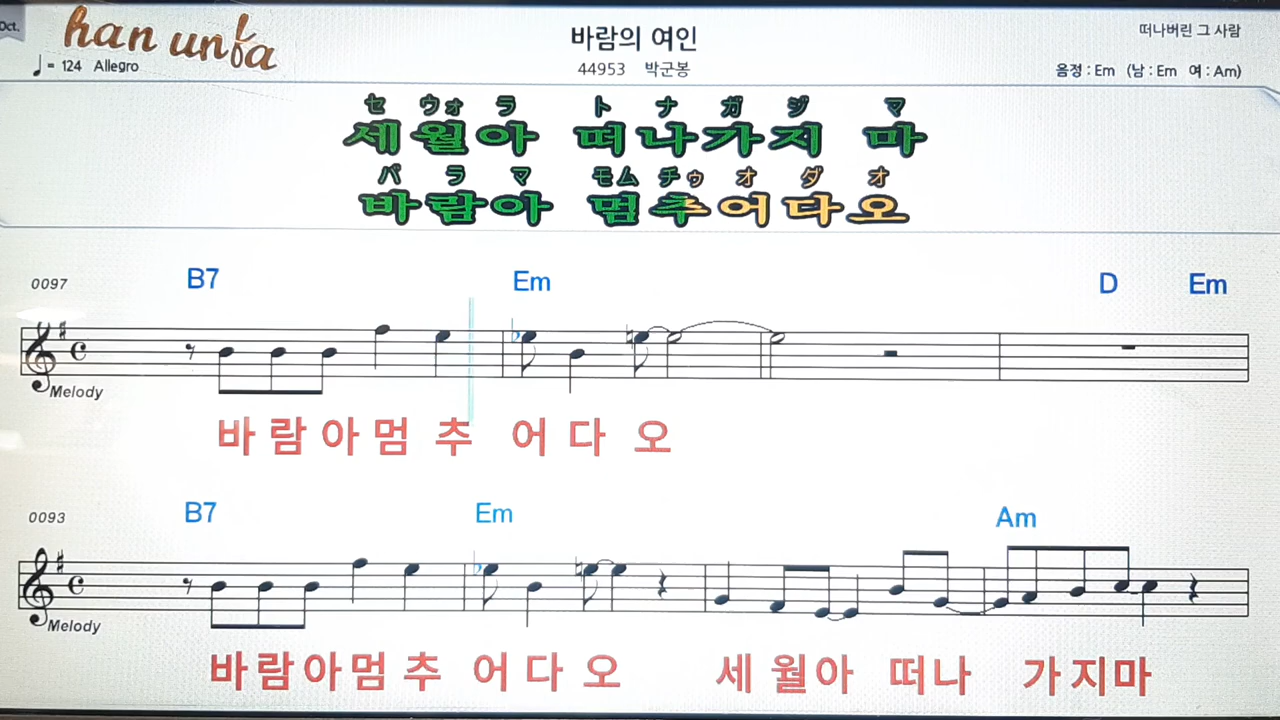 Oct.
han unfa
♩= 124 Allegro
바람의 여인
44953 박군봉
떠나버린 그 사람
음정 : Em (남 : Em 여 : Am)
セ ウォ ラ ト ナ ガ ジ マ
세월아 떠나가지 마
バ ラ マ モム チゥ オ ダ オ
바람아 멈추어다오
0097 B7 Em D Em
Melody
바 람 아 멈 추 어 다 오
0093 B7 Em Am
Melody
바 람 아 멈 추 어 다 오 세 월 아 떠 나 가 지 마